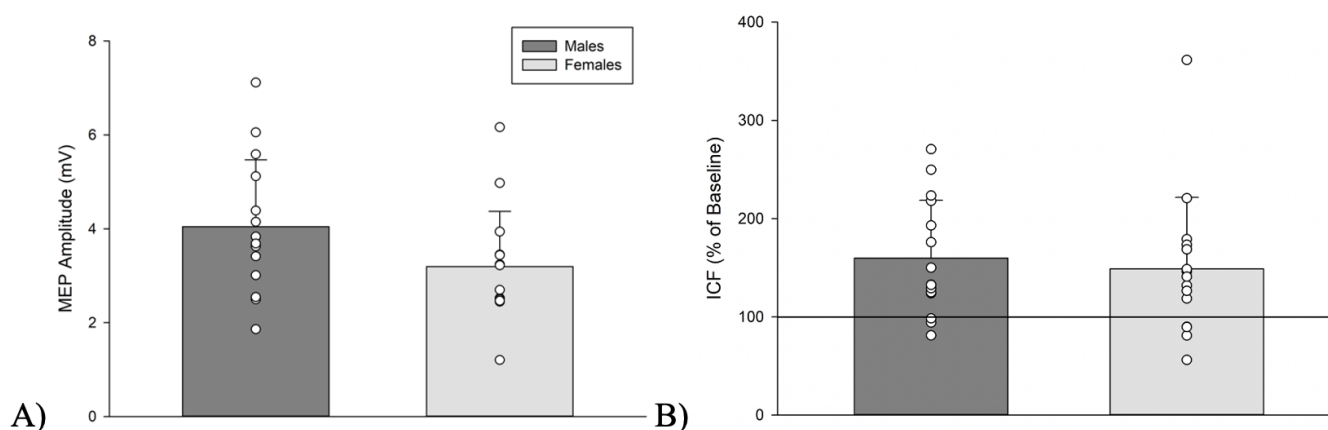 A)
MEP Amplitude (mV)
8
6
4
2
0
Males
Females
B)
ICF (% of Baseline)
400
300
200
100
0